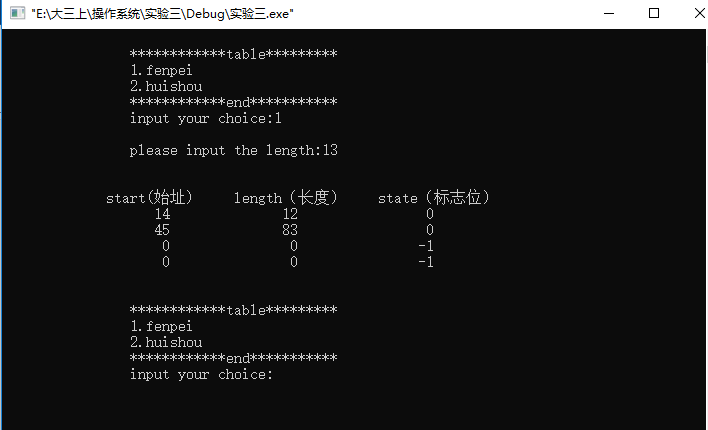 "E:\大三上\操作系统\实验三\Debug\实验三.exe"
************table*********
1.fenpei
2.huishou
************end***********
input your choice:1
please input the length:13
start(始址) length（长度） state（标志位）
14 12 0
45 83 0
0 0 -1
0 0 -1
************table*********
1.fenpei
2.huishou
************end***********
input your choice: